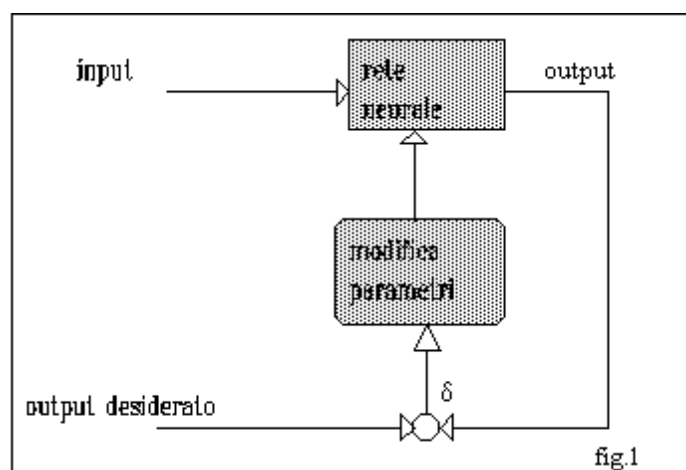 input
rete
neurale
output
modifica
parametri
δ
output desiderato
fig.1